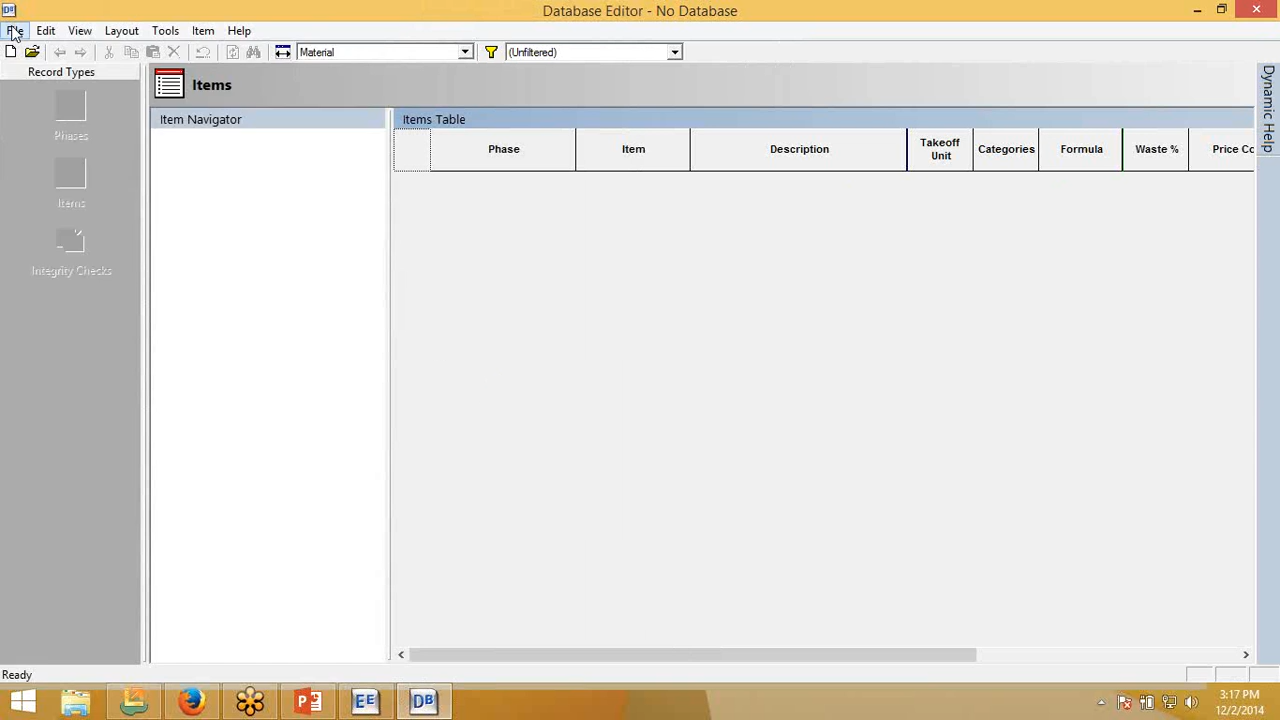 Database Editor - No Database
File Edit View Layout Tools Item Help
Material (Unfiltered)
Record Types
Phases
Items
Integrity Checks
Items
Item Navigator
Items Table
Phase Item Description Takeoff Unit Categories Formula Waste % Price Co
Dynamic Help
Ready
3:17 PM
12/2/2014